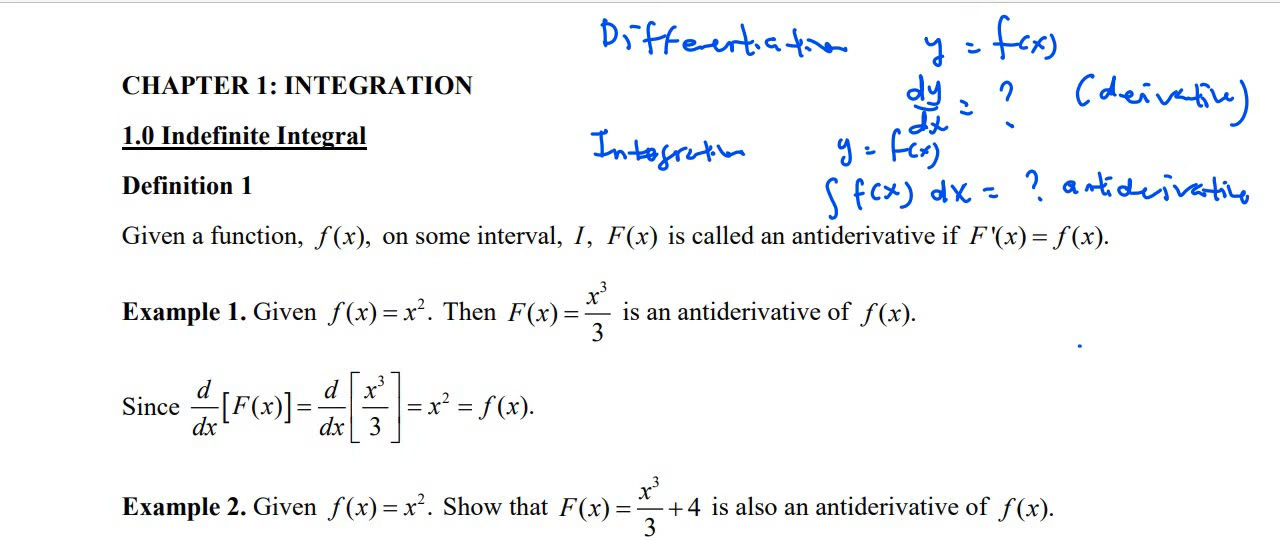 Differentiation y = f(x)
CHAPTER 1: INTEGRATION
dy/dx = ? (derivative)
1.0 Indefinite Integral
Integration y = f(x)
Definition 1
∫ f(x) dx = ? antiderivative
Given a function, f(x), on some interval, I, F(x) is called an antiderivative if F'(x) = f(x).
Example 1. Given f(x) = x². Then F(x) = x³/3 is an antiderivative of f(x).
Since d/dx [F(x)] = d/dx [x³/3] = x² = f(x).
Example 2. Given f(x) = x². Show that F(x) = x³/3 + 4 is also an antiderivative of f(x).